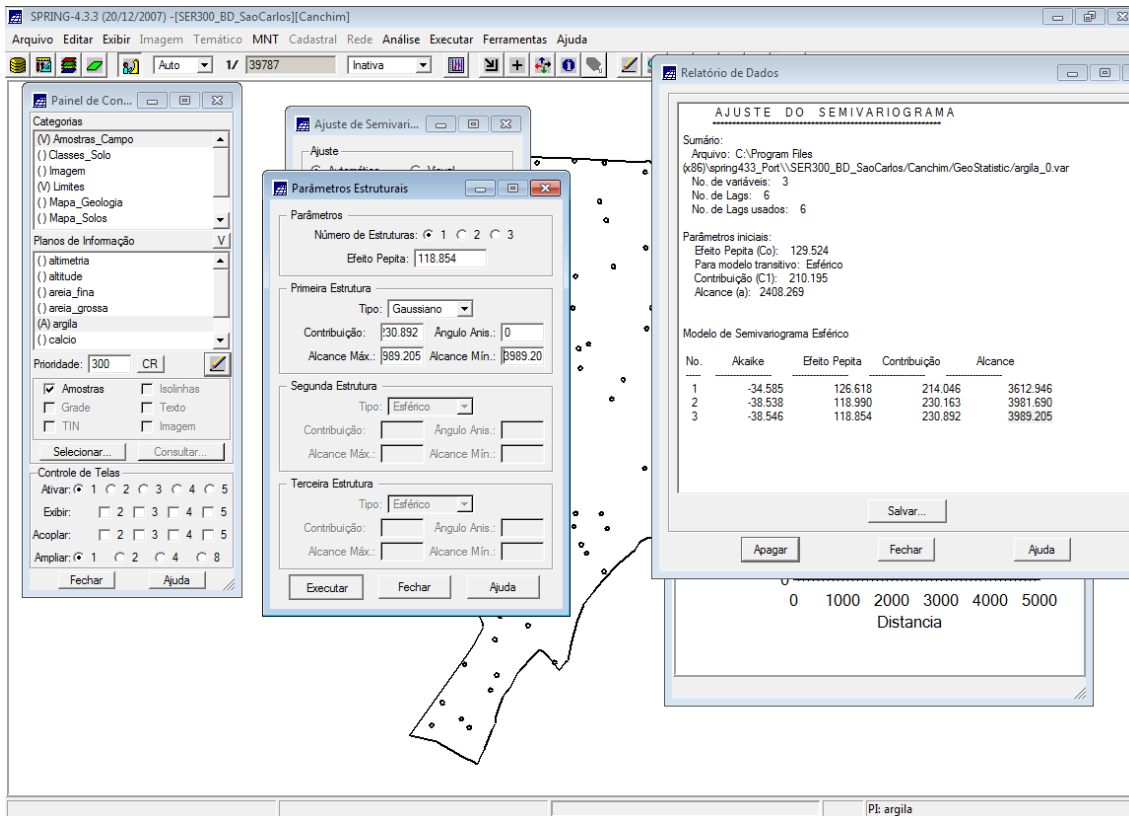 SPRING-4.3.3 (20/12/2007) -[SER300_BD_SaoCarlos][Canchim]
Arquivo Editar Exibir Imagem Temático MNT Cadastral Rede Análise Executar Ferramentas Ajuda
Auto 1/ 39787 Inativa
Painel de Con...
Categorias
(V) Amostras_Campo
() Classes_Solo
() Imagem
(V) Limites
() Mapa_Geologia
() Mapa_Solos
Planos de Informação V
() altimetria
() altitude
() areia_fina
() areia_grossa
(A) argila
() calcio
Prioridade: 300 CR
Amostras Isolinhas
Grade Texto
TIN Imagem
Selecionar... Consultar...
Controle de Telas
Ativar: 1 2 3 4 5
Exibir: 2 3 4 5
Acoplar: 2 3 4 5
Ampliar: 1 2 4 8
Fechar Ajuda
Ajuste de Semivari...
Ajuste
Parâmetros Estruturais
Parâmetros
Número de Estruturas: 1 2 3
Efeito Pepita: 118.854
Primeira Estrutura
Tipo: Gaussiano
Contribuição: 30.892 Ângulo Anis.: 0
Alcance Máx.: 989.205 Alcance Mín.: 3989.20
Segunda Estrutura
Tipo: Esférico
Contribuição: Ângulo Anis.:
Alcance Máx.: Alcance Mín.:
Terceira Estrutura
Tipo: Esférico
Contribuição: Ângulo Anis.:
Alcance Máx.: Alcance Mín.:
Executar Fechar Ajuda
Relatório de Dados
AJUSTE DO SEMIVARIOGRAMA
Sumário:
Arquivo: C:\Program Files
(x86)\spring433_Port\\SER300_BD_SaoCarlos/Canchim/GeoStatistic/argila_0.var
No. de variáveis: 3
No. de Lags: 6
No. de Lags usados: 6
Parâmetros iniciais:
Efeito Pepita (Co): 129.524
Para modelo transitivo: Esférico
Contribuição (C1): 210.195
Alcance (a): 2408.269
Modelo de Semivariograma Esférico
No. Akaike Efeito Pepita Contribuição Alcance
1 -34.585 126.618 214.046 3612.946
2 -38.538 118.990 230.163 3981.690
3 -38.546 118.854 230.892 3989.205
Salvar...
Apagar Fechar Ajuda
0 1000 2000 3000 4000 5000
Distancia
PI: argila